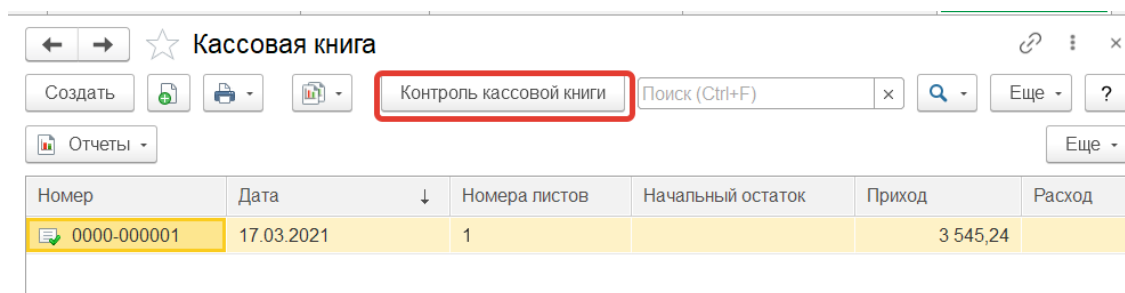 Кассовая книга
Создать Контроль кассовой книги Поиск (Ctrl+F) × Еще ?
Отчеты Еще
Номер Дата ↓ Номера листов Начальный остаток Приход Расход
0000-000001 17.03.2021 1 3 545,24